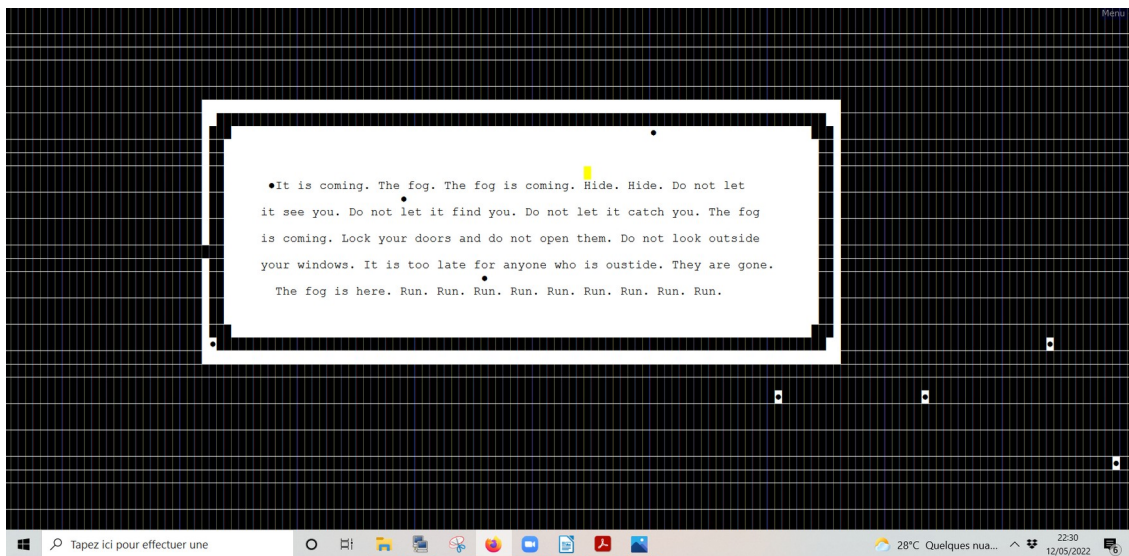 Menu
It is coming. The fog. The fog is coming. Hide. Hide. Do not let
it see you. Do not let it find you. Do not let it catch you. The fog
is coming. Lock your doors and do not open them. Do not look outside
your windows. It is too late for anyone who is oustide. They are gone.
The fog is here. Run. Run. Run. Run. Run. Run. Run. Run. Run.
Tapez ici pour effectuer une
28°C Quelques nua...
22:30
12/05/2022
6